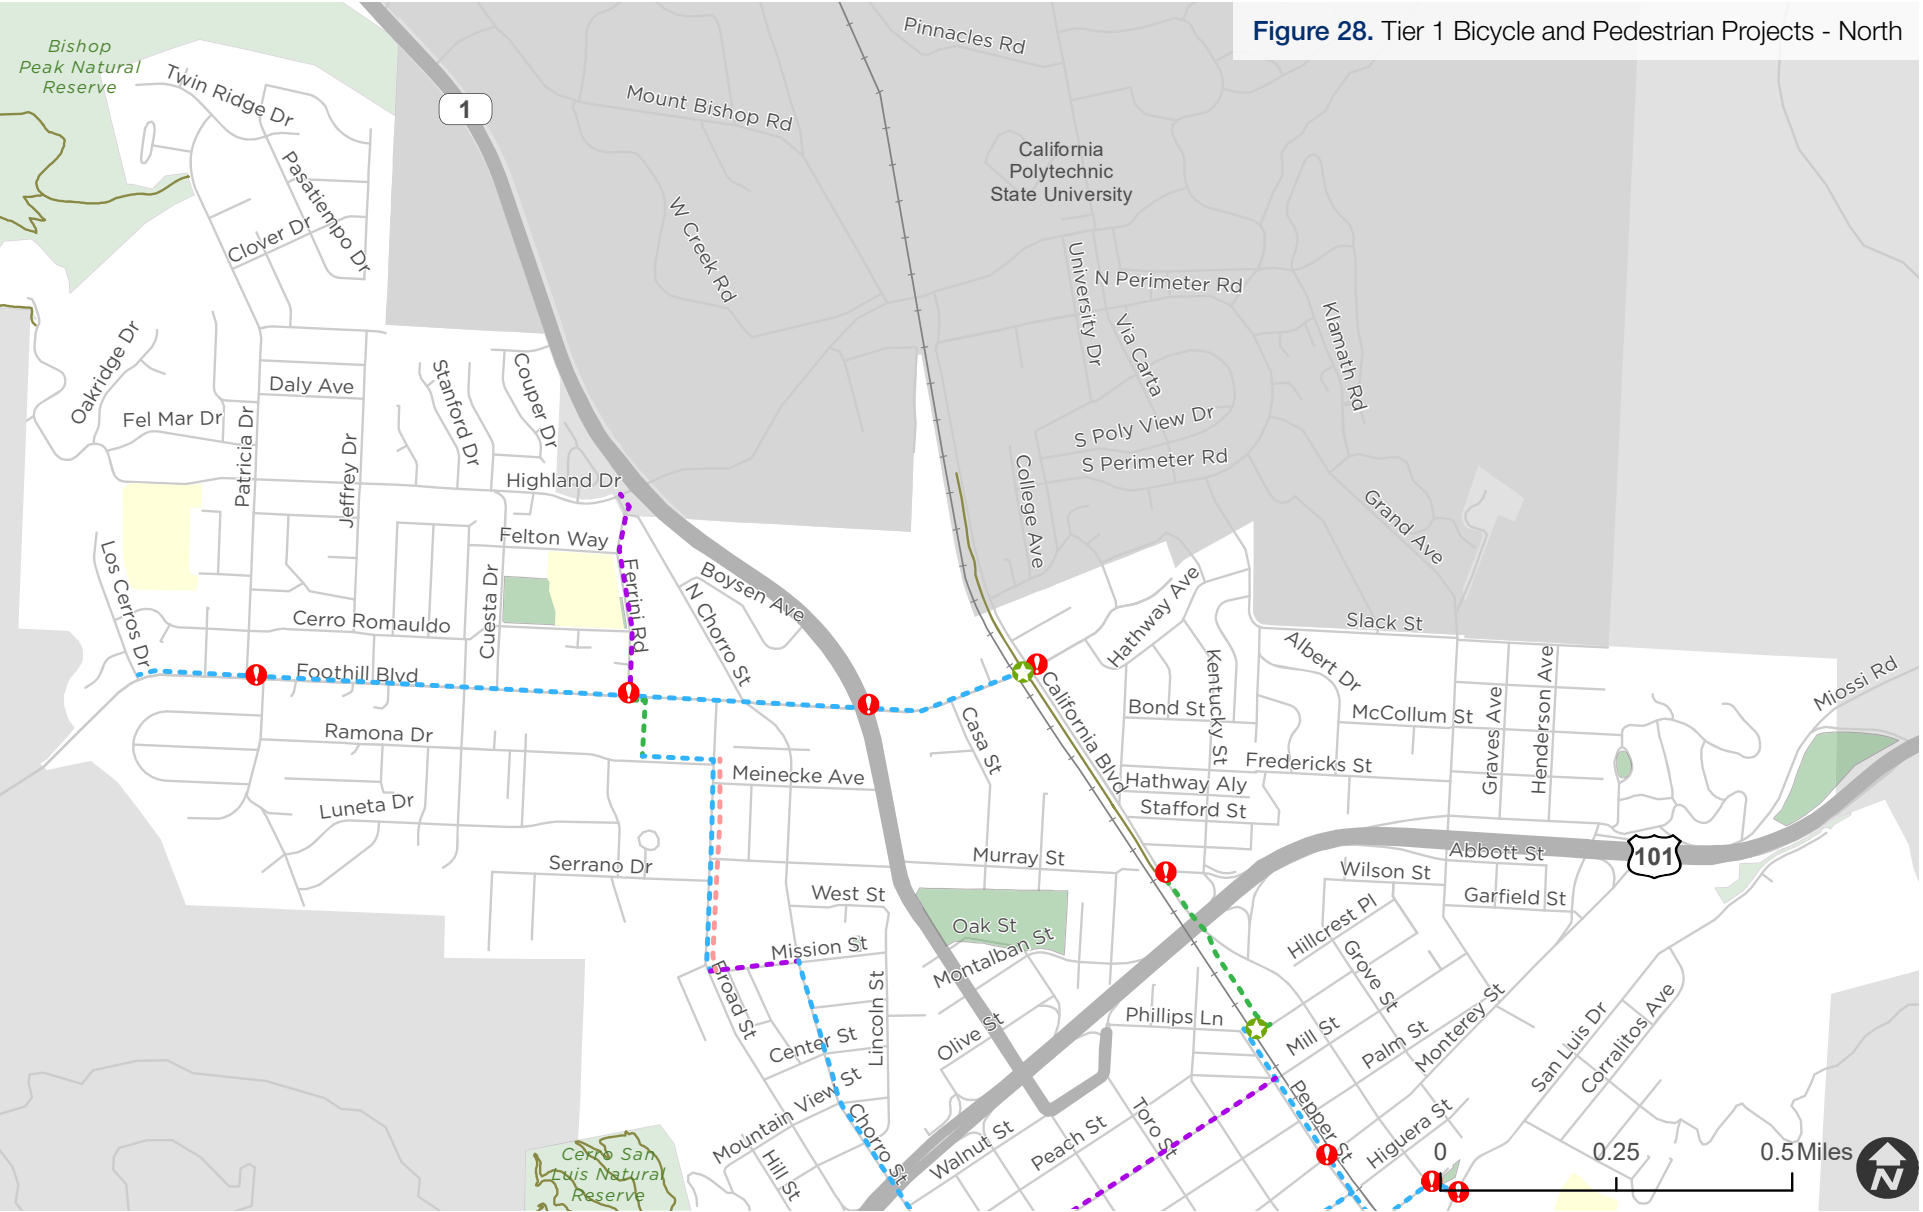 Figure 28. Tier 1 Bicycle and Pedestrian Projects - North
Bishop
Peak Natural
Reserve
Twin Ridge Dr
Pasatiempo Dr
Clover Dr
1
Pinnacles Rd
Mount Bishop Rd
W Creek Rd
California
Polytechnic
State University
University Dr
N Perimeter Rd
Via Carta
Klamath Rd
S Poly View Dr
S Perimeter Rd
College Ave
Grand Ave
Oakridge Dr
Daly Ave
Fel Mar Dr
Patricia Dr
Jeffrey Dr
Stanford Dr
Couper Dr
Highland Dr
Felton Way
Ferrini Rd
Cuesta Dr
Los Cerros Dr
Cerro Romauldo
Foothill Blvd
Boysen Ave
N Chorro St
Ramona Dr
Luneta Dr
Meinecke Ave
Serrano Dr
Casa St
California Blvd
Hathway Ave
Kentucky St
Slack St
Albert Dr
Bond St
McCollum St
Fredericks St
Graves Ave
Henderson Ave
Miossi Rd
Hathway Aly
Stafford St
Murray St
West St
Oak St
Montalban St
Mission St
Broad St
Center St
Lincoln St
Olive St
Mountain View St
Chorro St
Hill St
Walnut St
Peach St
Toro St
Phillips Ln
Pepper St
Mill St
Palm St
Monterey St
Grove St
Hillcrest Pl
Wilson St
Abbott St
Garfield St
101
San Luis Dr
Corralitos Ave
Higuera St
Cerro San
Luis Natural
Reserve
0 0.25 0.5 Miles
N